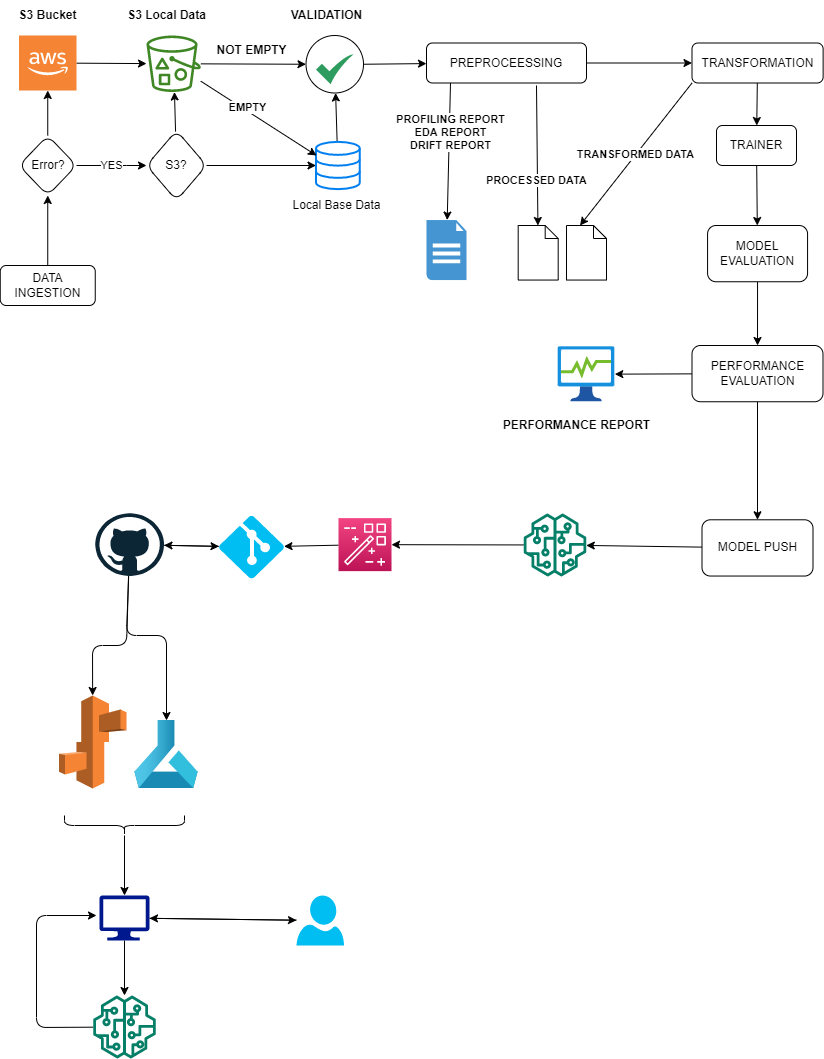 S3 Bucket
S3 Local Data
VALIDATION
aws
NOT EMPTY
PREPROCEESSING
TRANSFORMATION
EMPTY
PROFILING REPORT
EDA REPORT
DRIFT REPORT
TRAINER
TRANSFORMED DATA
Error?
YES
S3?
PROCESSED DATA
Local Base Data
MODEL
EVALUATION
DATA
INGESTION
PERFORMANCE
EVALUATION
PERFORMANCE REPORT
MODEL PUSH